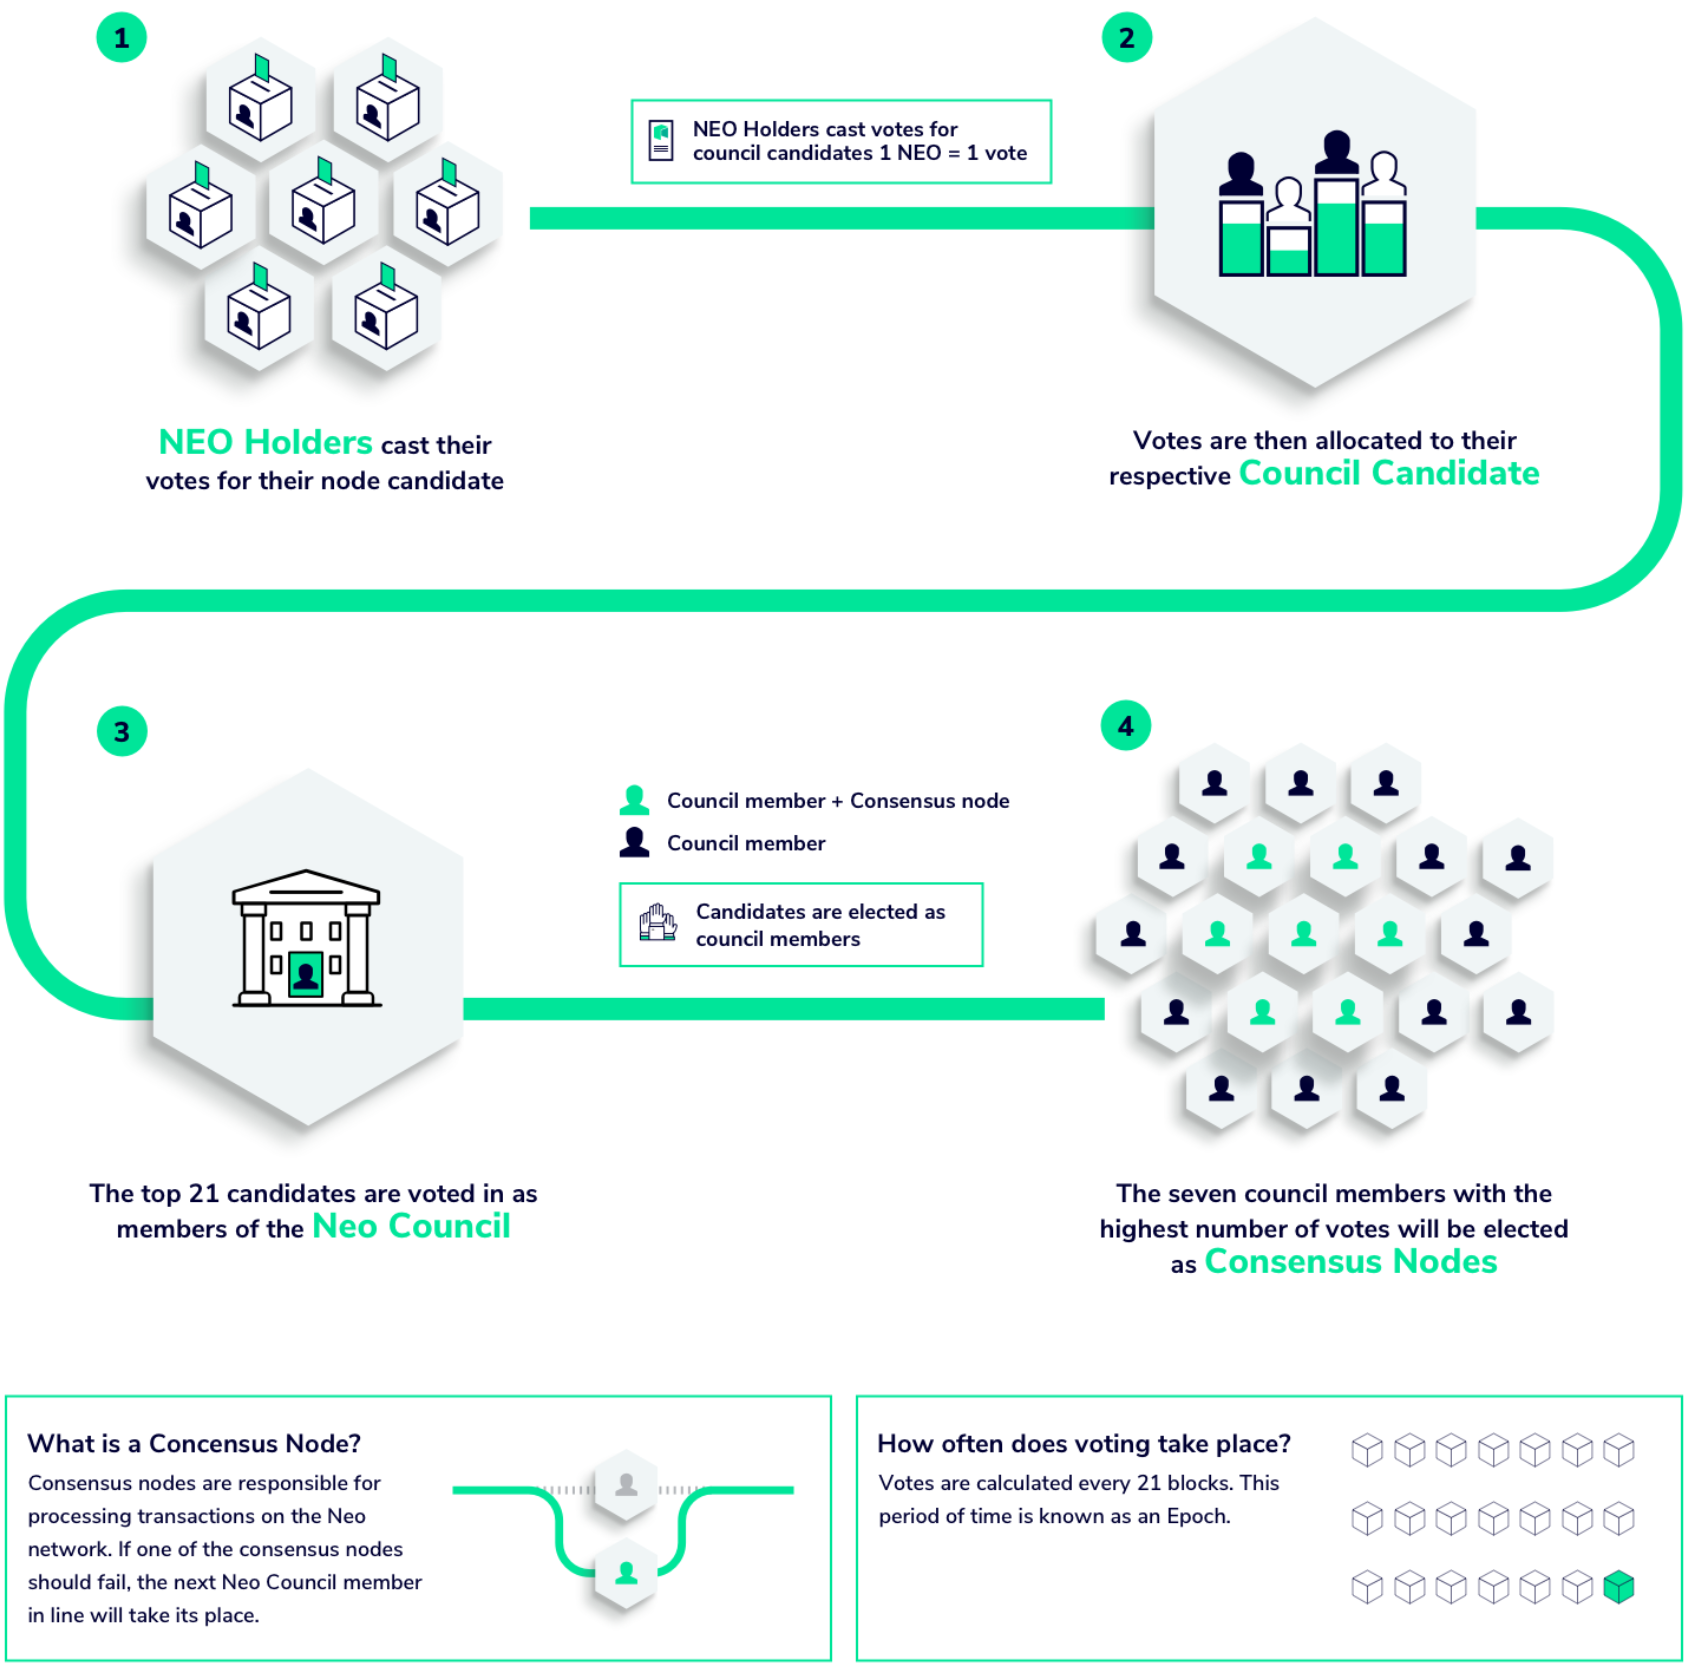 1
NEO Holders cast votes for
council candidates 1 NEO = 1 vote
2
NEO Holders cast their
votes for their node candidate
Votes are then allocated to their
respective Council Candidate
3
Council member + Consensus node
Council member
Candidates are elected as
council members
4
The top 21 candidates are voted in as
members of the Neo Council
The seven council members with the
highest number of votes will be elected
as Consensus Nodes
What is a Concensus Node?
Consensus nodes are responsible for
processing transactions on the Neo
network. If one of the consensus nodes
should fail, the next Neo Council member
in line will take its place.
How often does voting take place?
Votes are calculated every 21 blocks. This
period of time is known as an Epoch.